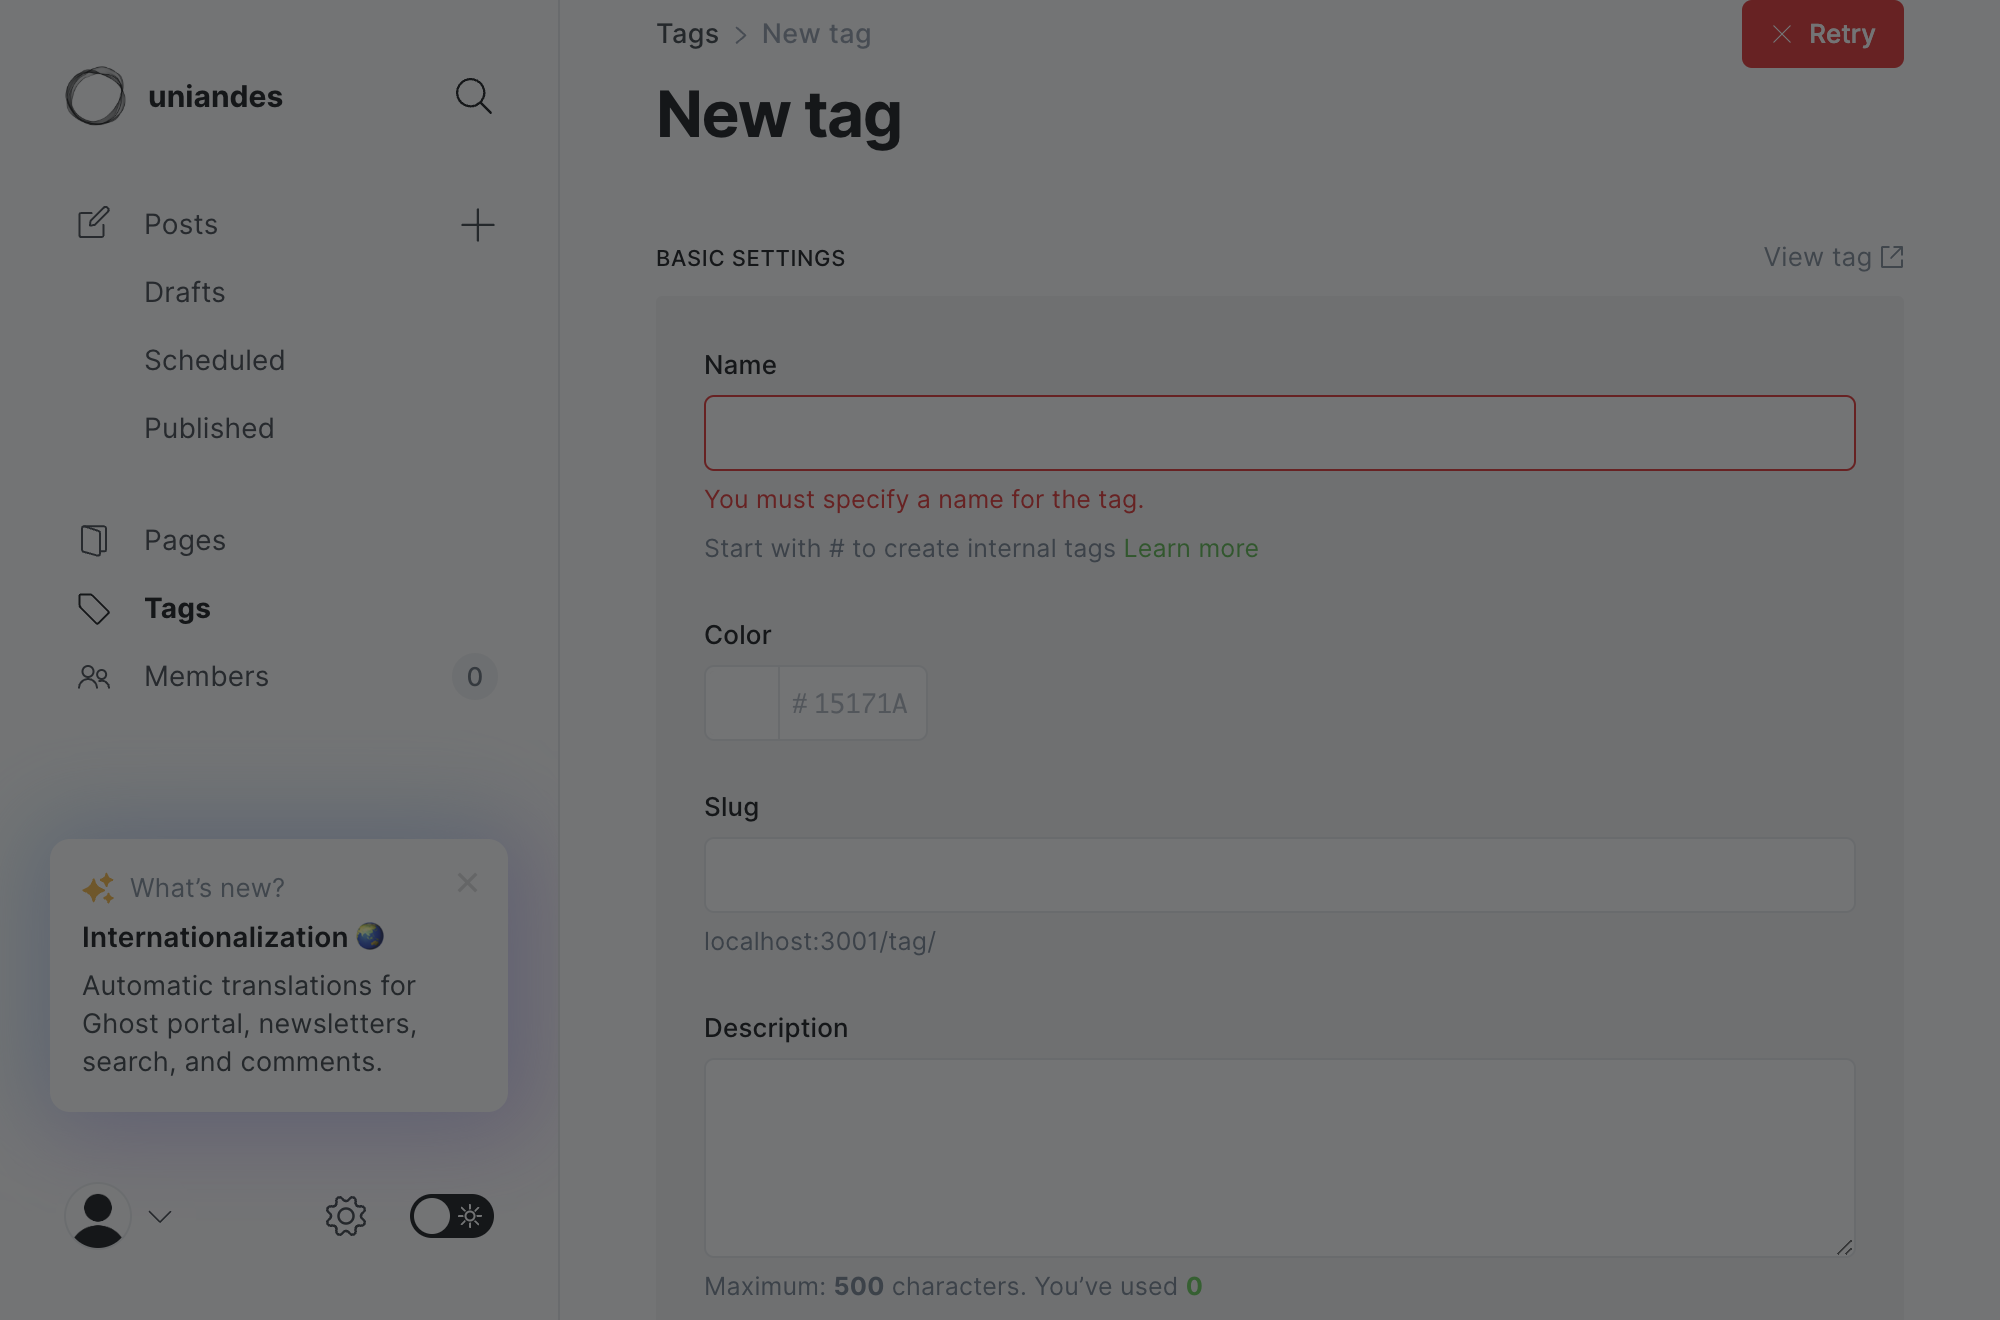 uniandes
Posts
Drafts
Scheduled
Published
Pages
Tags
Members 0
What's new?
Internationalization
Automatic translations for
Ghost portal, newsletters,
search, and comments.
Tags > New tag
Retry
New tag
BASIC SETTINGS
View tag
Name
You must specify a name for the tag.
Start with # to create internal tags Learn more
Color
# 15171A
Slug
localhost:3001/tag/
Description
Maximum: 500 characters. You've used 0